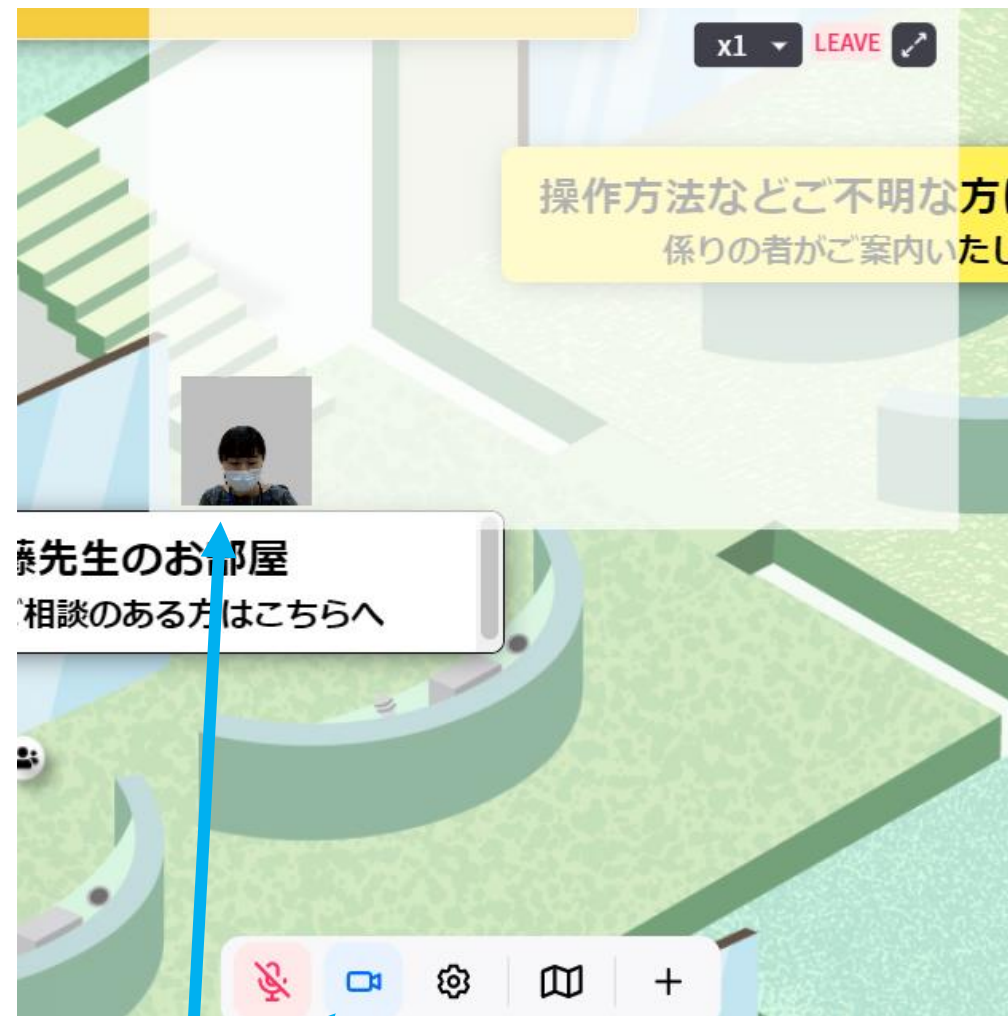 x1 LEAVE
操作方法などご不明な方
係りの者がご案内いたし
藤先生のお部屋
ご相談のある方はこちらへ